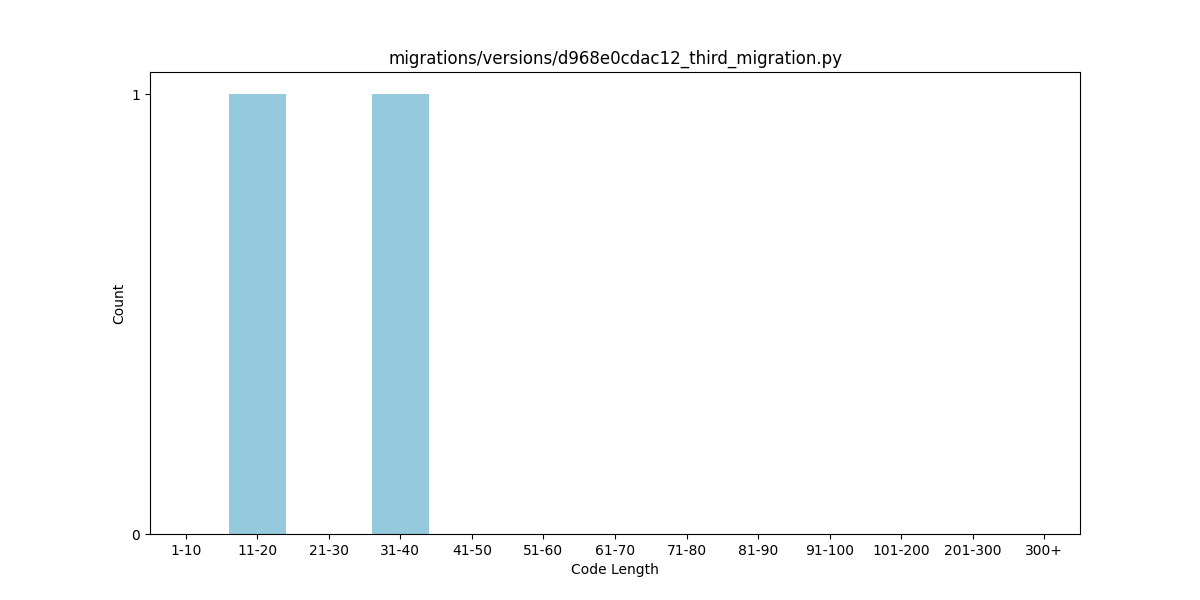 migrations/versions/d968e0cdac12_third_migration.py
1
Count
0
1-10 11-20 21-30 31-40 41-50 51-60 61-70 71-80 81-90 91-100 101-200 201-300 300+
Code Length